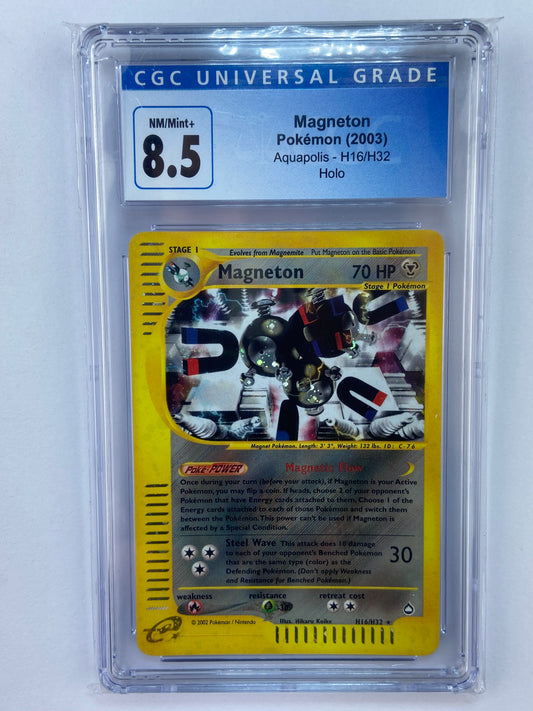 CGC UNIVERSAL GRADE
NM/Mint+
8.5
Magneton
Pokémon (2003)
Aquapolis - H16/H32
Holo
STAGE 1
Evolves from Magnemite Put Magneton on the Basic Pokémon
Magneton 70 HP
Stage 1 Pokémon
Magnet Pokémon. Length: 3' 3", Weight: 132 lbs. ID: C-76
Poké-POWER Magnetic Flow
Once during your turn (before your attack), if Magneton is your Active
Pokémon, you may flip a coin. If heads, choose 2 of your opponent's
Pokémon that have Energy cards attached to them. Choose 1 of the
Energy cards attached to each of those Pokémon and switch them
between the Pokémon. This power can't be used if Magneton is
affected by a Special Condition.
Steel Wave This attack does 10 damage
to each of your opponent's Benched Pokémon
that are the same type (color) as the
Defending Pokémon. (Don't apply Weakness
and Resistance for Benched Pokémon.)
30
weakness resistance retreat cost
-30
© 2002 Pokémon / Nintendo Illus. Hikaru Koike H16/H32 ★